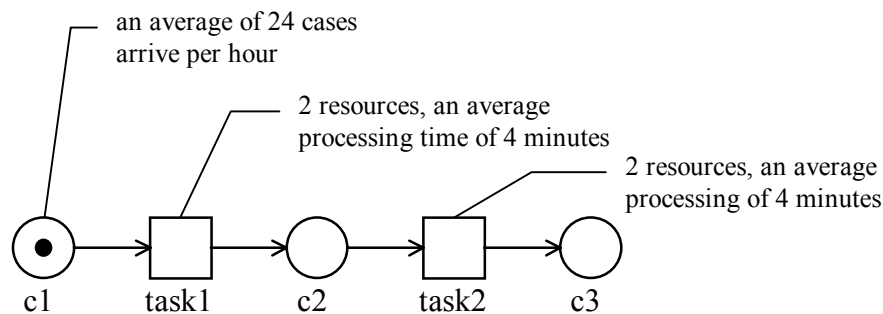 an average of 24 cases
arrive per hour
2 resources, an average
processing time of 4 minutes
2 resources, an average
processing of 4 minutes
c1
task1
c2
task2
c3